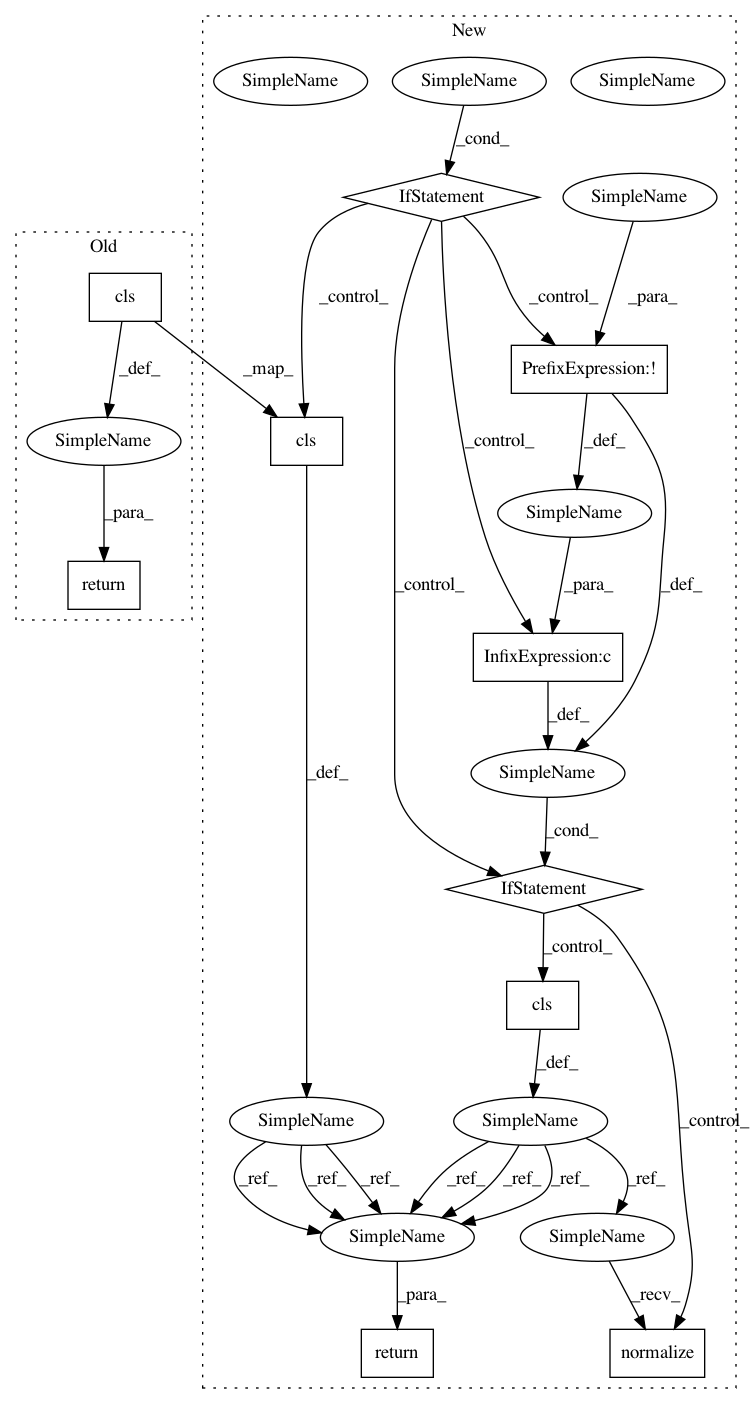 New
SimpleName
SimpleName
SimpleName
_cond_
IfStatement
SimpleName
Old
cls
_control_
_control_
_para_
_def_
_map_
PrefixExpression:!
SimpleName
cls
_control_
_def_
_para_
SimpleName
return
_control_
_para_
_def_
InfixExpression:c
_def_
_def_
SimpleName
_cond_
IfStatement
_control_
cls
_def_
_control_
SimpleName
SimpleName
_ref_
_ref_
_ref_
_ref_
_ref_
_ref_
_ref_
SimpleName
SimpleName
_para_
_recv_
return
normalize